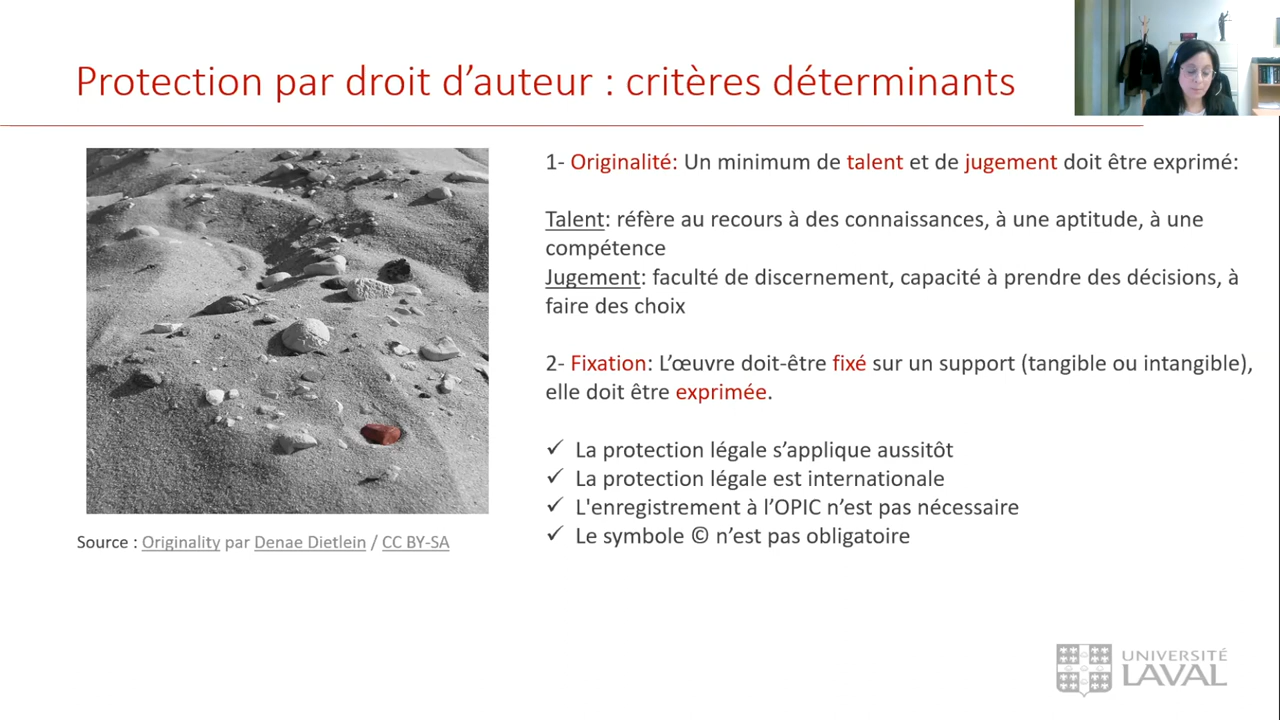 Protection par droit d’auteur : critères déterminants
1- Originalité: Un minimum de talent et de jugement doit être exprimé:
Talent: réfère au recours à des connaissances, à une aptitude, à une
compétence
Jugement: faculté de discernement, capacité à prendre des décisions, à
faire des choix
2- Fixation: L’œuvre doit-être fixé sur un support (tangible ou intangible),
elle doit être exprimée.
✓ La protection légale s’applique aussitôt
✓ La protection légale est internationale
✓ L'enregistrement à l’OPIC n’est pas nécessaire
✓ Le symbole © n’est pas obligatoire
Source : Originality par Denae Dietlein / CC BY-SA
UNIVERSITÉ
LAVAL